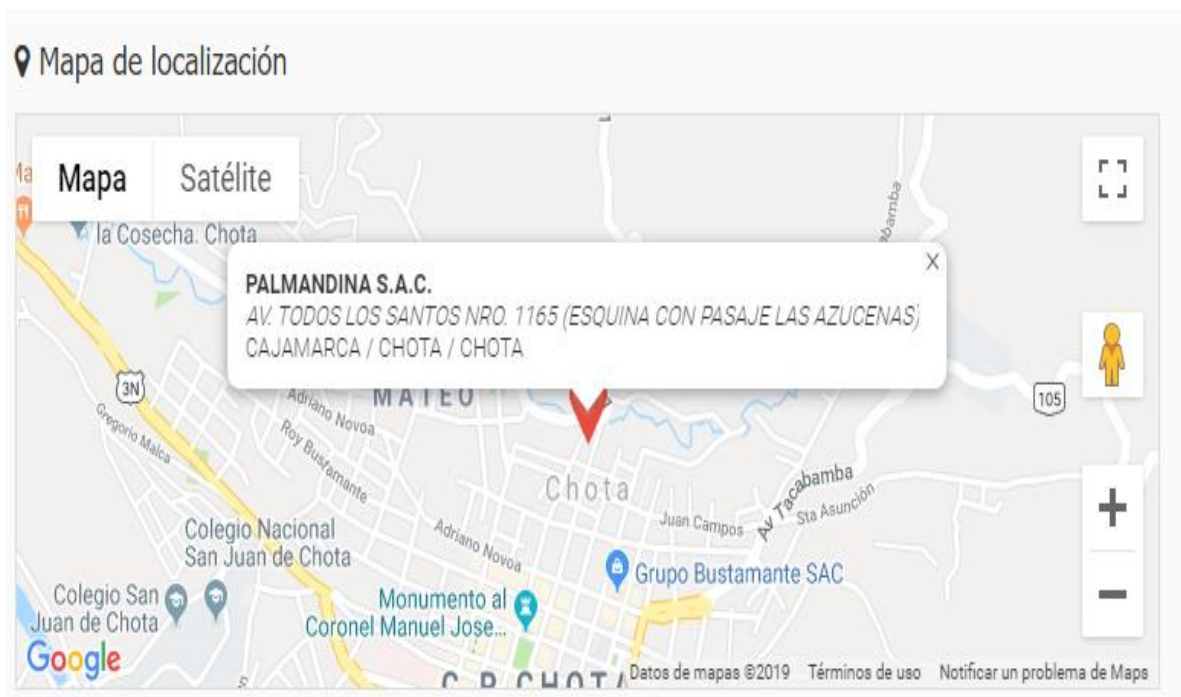 Mapa de localización
Mapa
Satélite
la Cosecha. Chota
PALMANDINA S.A.C.
AV. TODOS LOS SANTOS NRO. 1165 (ESQUINA CON PASAJE LAS AZUCENAS)
CAJAMARCA / CHOTA / CHOTA
3N
MATEO
105
Adriano Novoa
Gregorio Malca
Roy Bustamante
Chota
Av Tacabamba
Sta Asunción
Juan Campos
Adriano Novoa
Colegio Nacional
San Juan de Chota
Grupo Bustamante SAC
Colegio San
Juan de Chota
Monumento al
Coronel Manuel Jose...
Google
C.P. CHOTA
Datos de mapas ©2019
Términos de uso
Notificar un problema de Maps